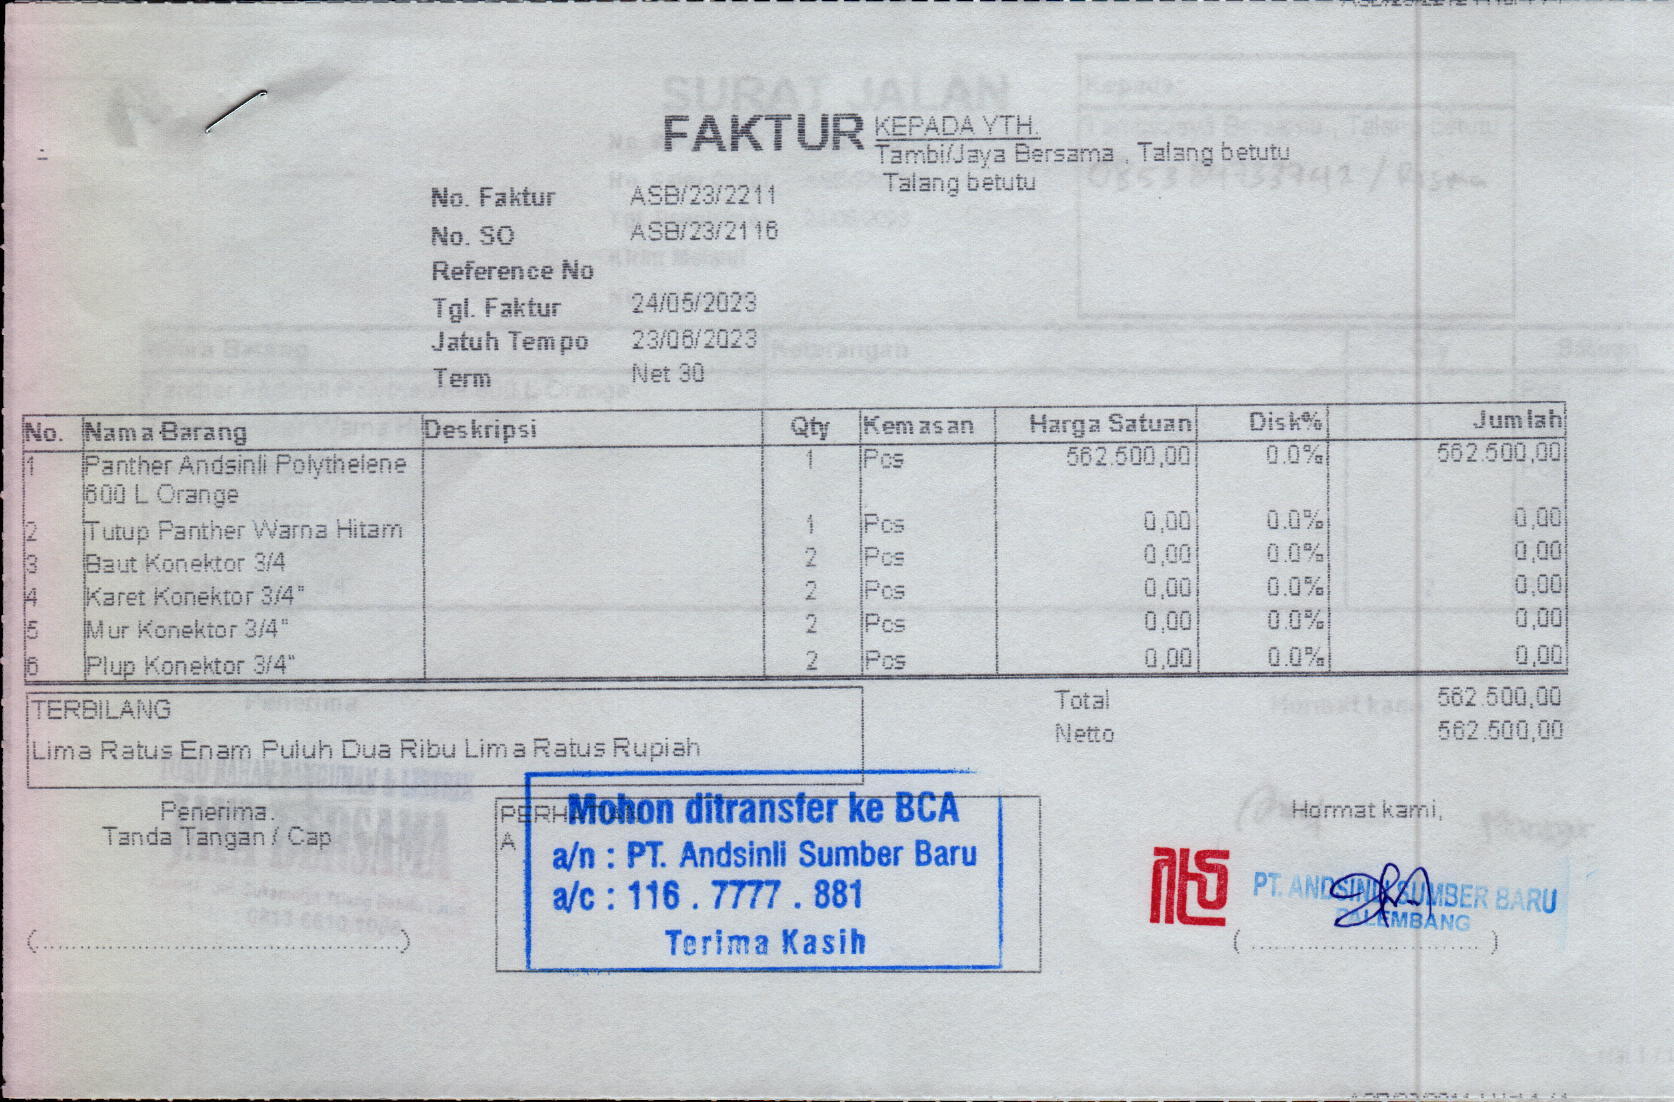 FAKTUR
KEPADA YTH.
Tambi/Jaya Bersama , Talang betutu
Talang betutu
No. Faktur ASB/23/2211
No. SO ASB/23/2116
Reference No
Tgl. Faktur 24/05/2023
Jatuh Tempo 23/06/2023
Term Net 30
No. Nama Barang Deskripsi Qty Kemasan Harga Satuan Disk% Jumlah
1 Panther Andsinli Polythelene 1 Pcs 562.500,00 0.0% 562.500,00
600 L Orange
2 Tutup Panther Warna Hitam 1 Pcs 0,00 0.0% 0,00
3 Baut Konektor 3/4 2 Pcs 0,00 0.0% 0,00
4 Karet Konektor 3/4" 2 Pcs 0,00 0.0% 0,00
5 Mur Konektor 3/4" 2 Pcs 0,00 0.0% 0,00
6 Plup Konektor 3/4" 2 Pcs 0,00 0.0% 0,00
TERBILANG
Lima Ratus Enam Puluh Dua Ribu Lima Ratus Rupiah
Total 562.500,00
Netto 562.500,00
Penerima.
Tanda Tangan / Cap
Mohon ditransfer ke BCA
a/n : PT. Andsinli Sumber Baru
a/c : 116 . 7777 . 881
Terima Kasih
Hormat kami,
PT. ANDSINLI SUMBER BARU
PALEMBANG
SURAT JALAN
Kepada: